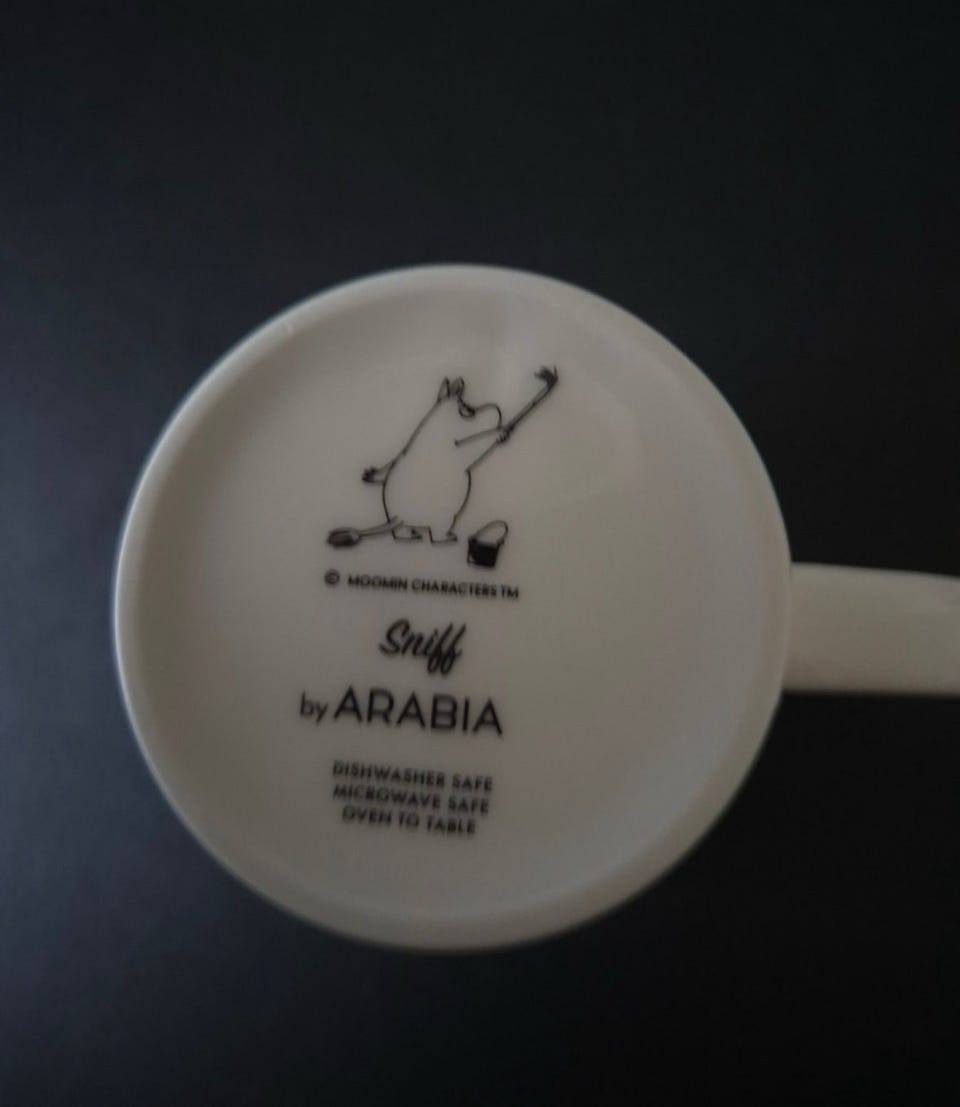 © MOOMIN CHARACTERS TM
Sniff
by ARABIA
DISHWASHER SAFE
MICROWAVE SAFE
OVEN TO TABLE